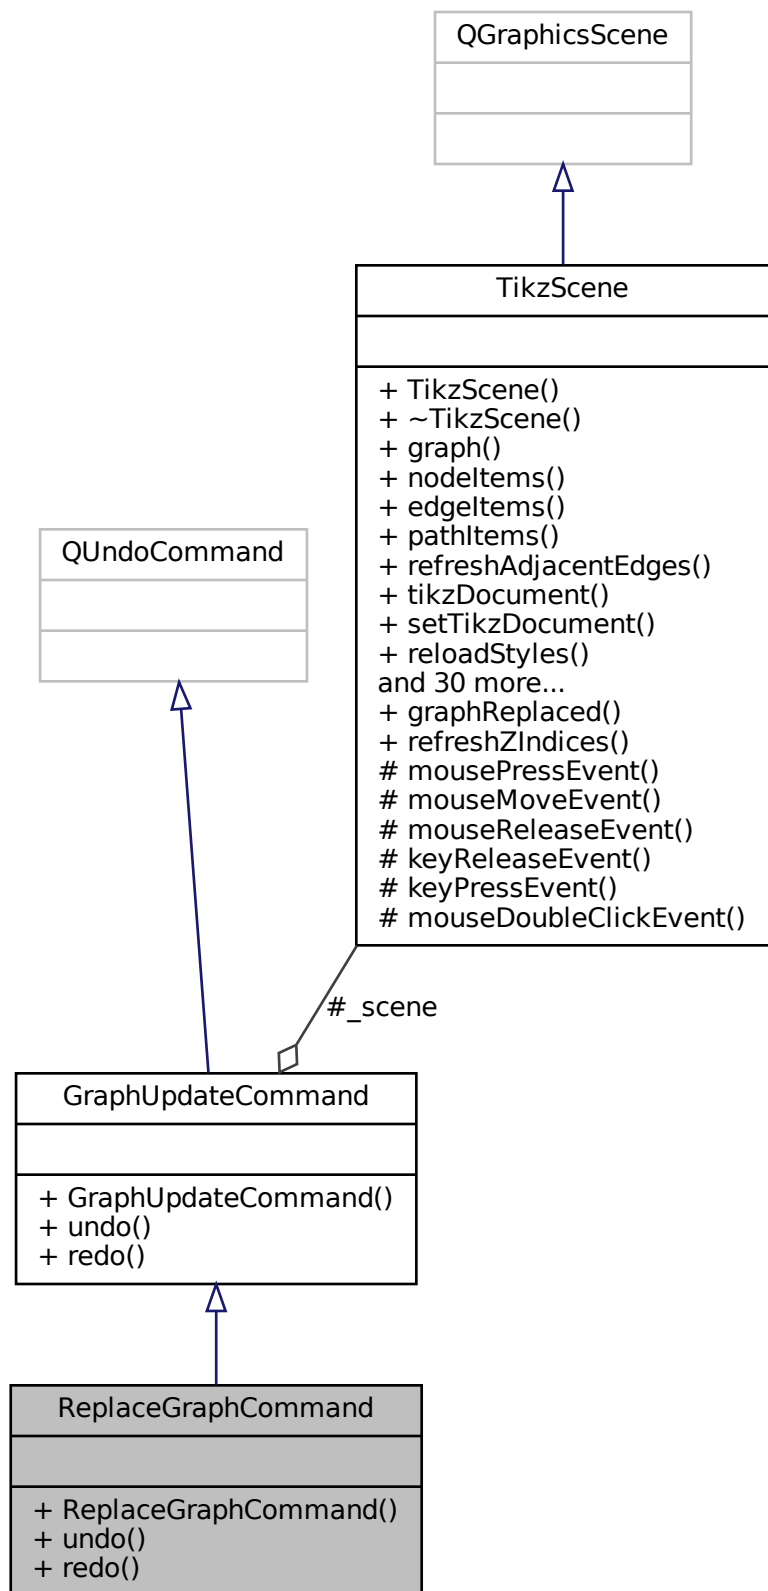 QGraphicsScene
TikzScene
+ TikzScene()
+ ~TikzScene()
+ graph()
+ nodeItems()
+ edgeItems()
+ pathItems()
+ refreshAdjacentEdges()
+ tikzDocument()
+ setTikzDocument()
+ reloadStyles()
and 30 more...
+ graphReplaced()
+ refreshZIndices()
# mousePressEvent()
# mouseMoveEvent()
# mouseReleaseEvent()
# keyReleaseEvent()
# keyPressEvent()
# mouseDoubleClickEvent()
QUndoCommand
#_scene
GraphUpdateCommand
+ GraphUpdateCommand()
+ undo()
+ redo()
ReplaceGraphCommand
+ ReplaceGraphCommand()
+ undo()
+ redo()